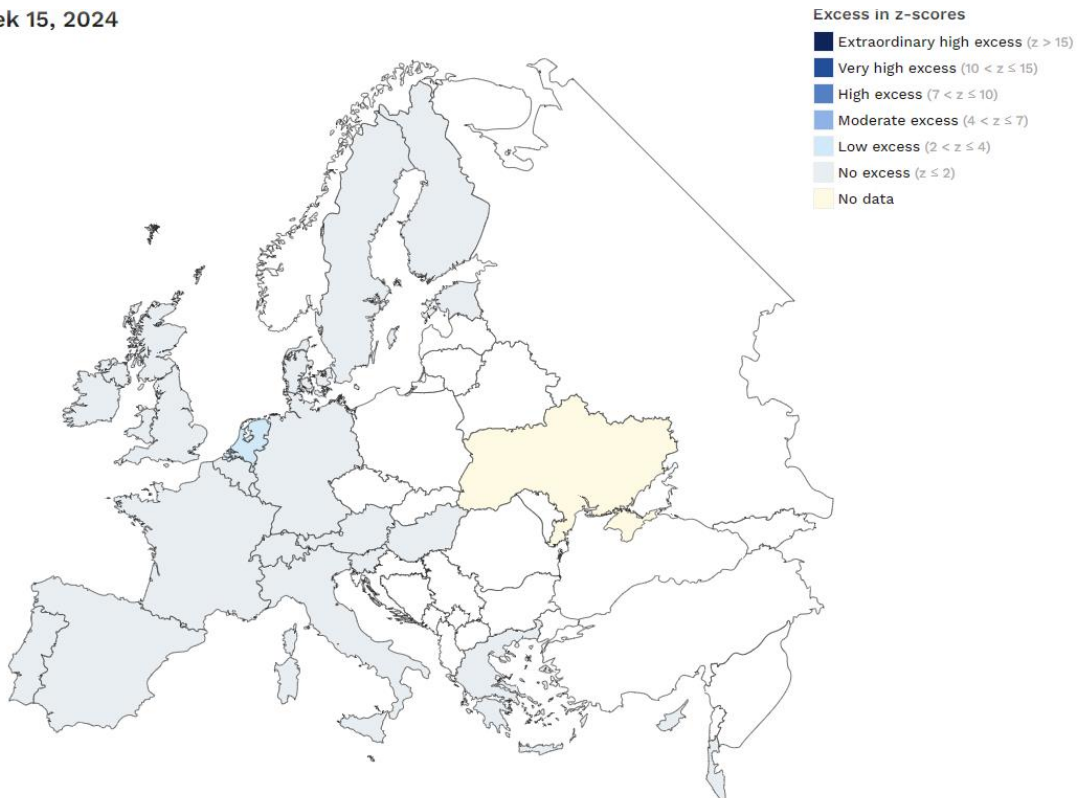 ek 15, 2024
Excess in z-scores
Extraordinary high excess (z > 15)
Very high excess (10 < z ≤ 15)
High excess (7 < z ≤ 10)
Moderate excess (4 < z ≤ 7)
Low excess (2 < z ≤ 4)
No excess (z ≤ 2)
No data